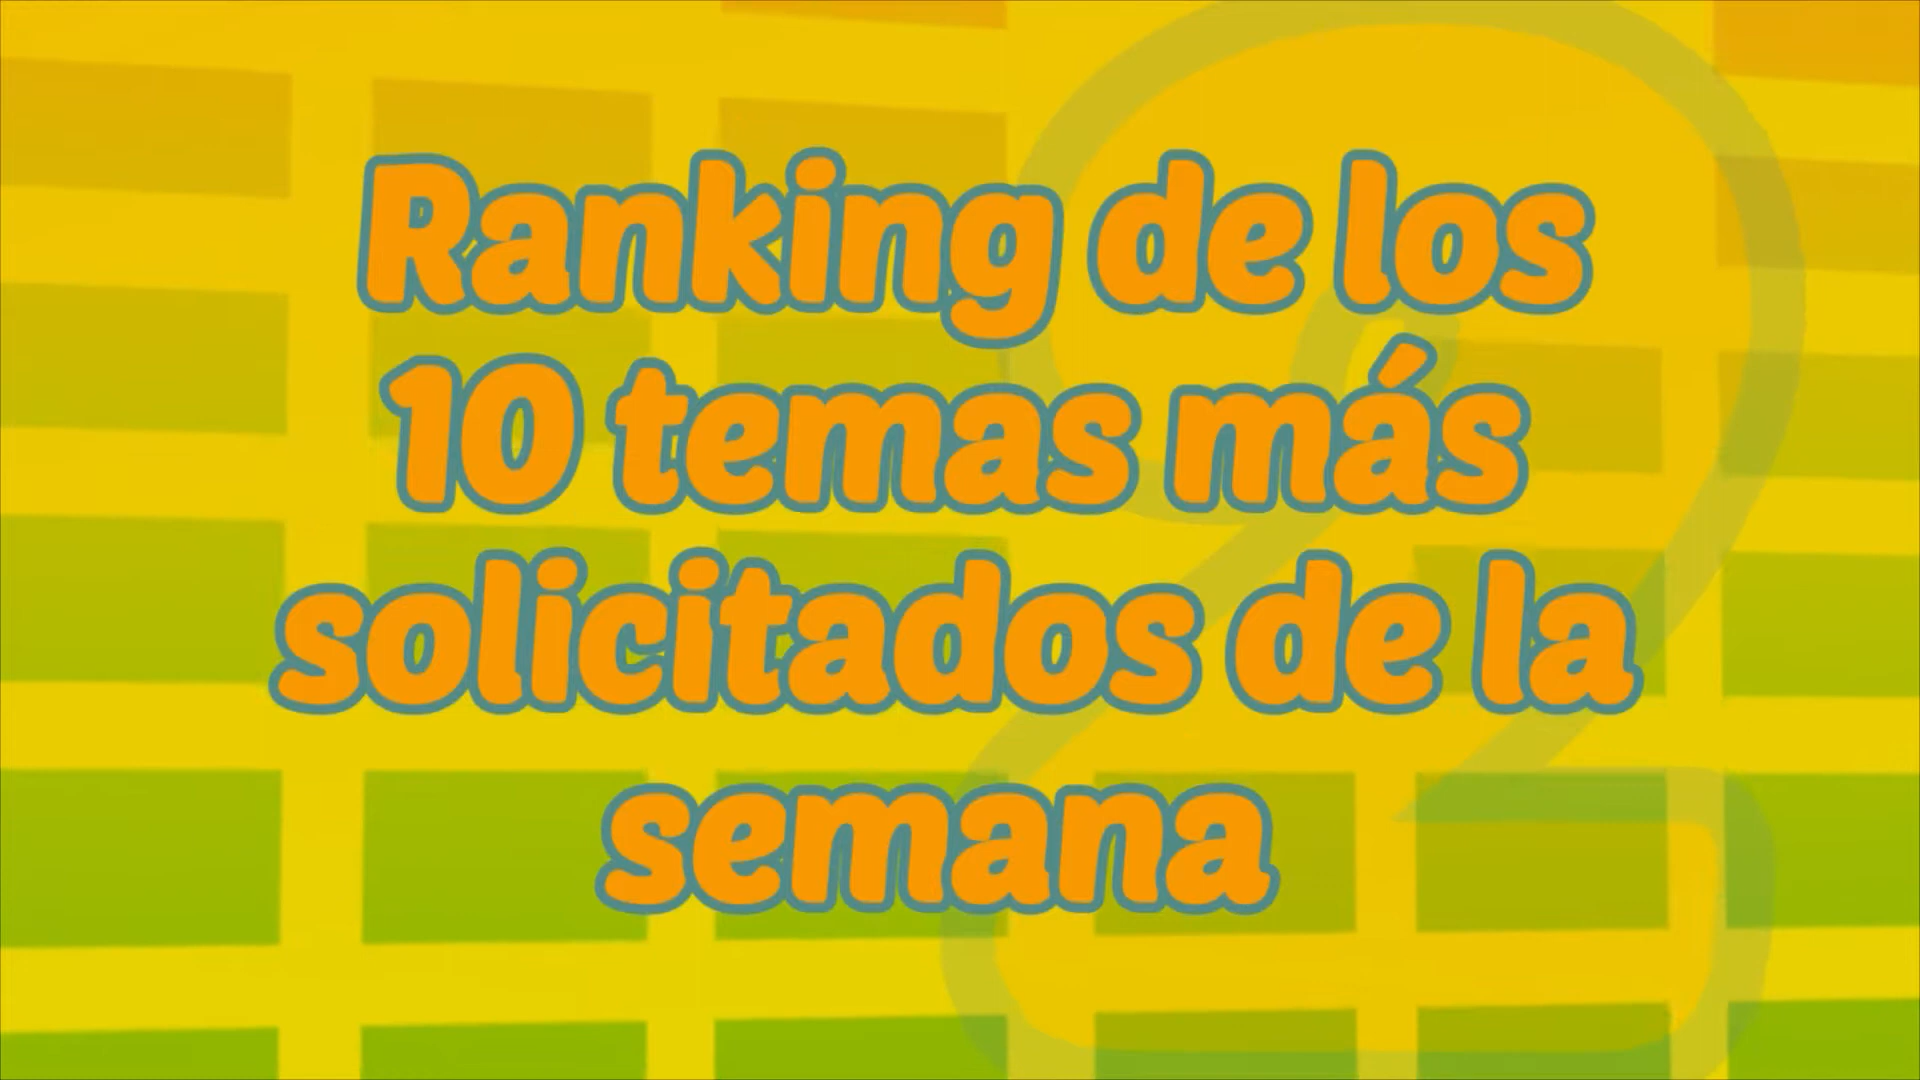 Ranking de los
10 temas más
solicitados de la
semana